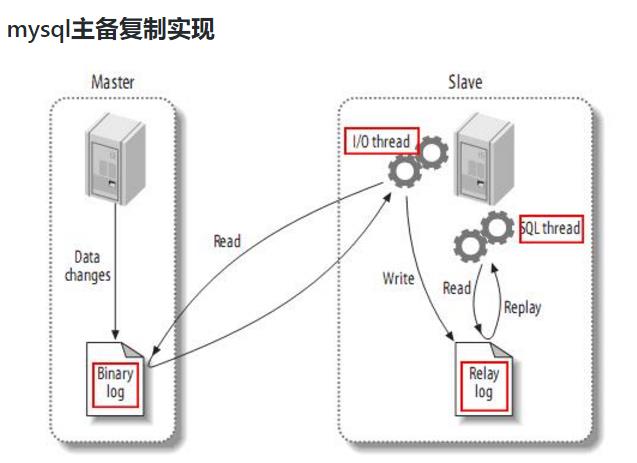 mysql主备复制实现
Master
Slave
I/O thread
SQL thread
Read
Data
changes
Write
Read
Replay
Binary
log
Relay
log